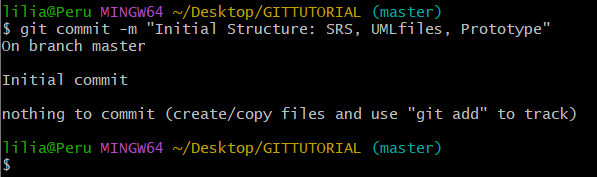 lilia@Peru MINGW64 ~/Desktop/GITTUTORIAL (master)
$ git commit -m "Initial Structure: SRS, UMLfiles, Prototype"
On branch master
Initial commit
nothing to commit (create/copy files and use "git add" to track)
lilia@Peru MINGW64 ~/Desktop/GITTUTORIAL (master)
$